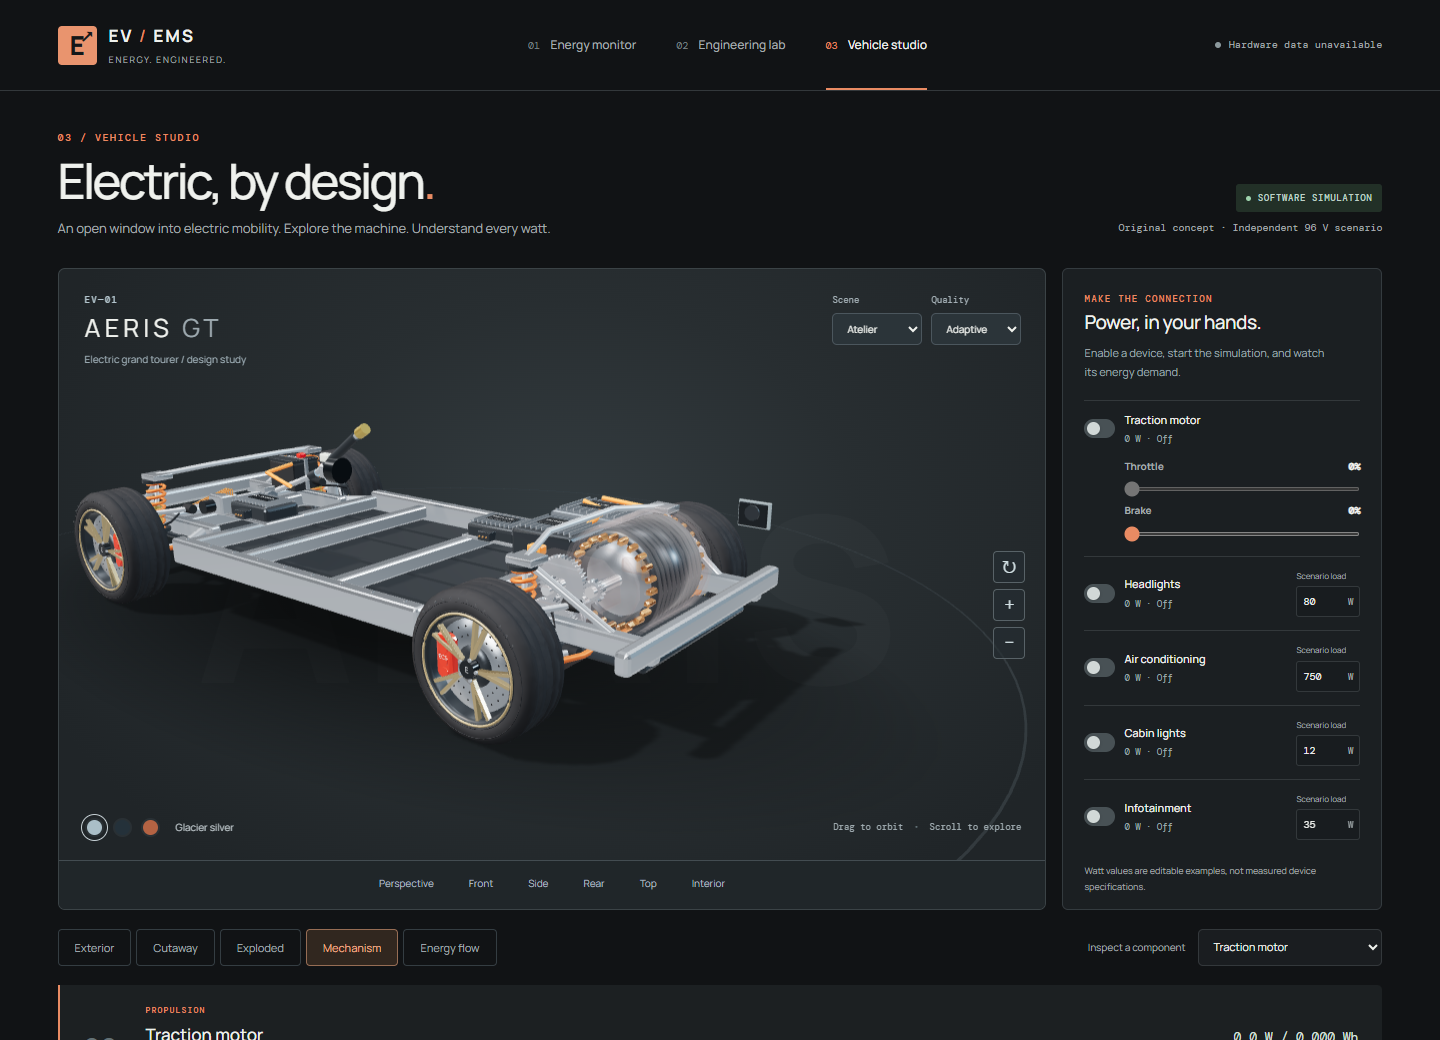 E
EV / EMS
ENERGY. ENGINEERED.
01 Energy monitor
02 Engineering lab
03 Vehicle studio
Hardware data unavailable
03 / VEHICLE STUDIO
Electric, by design.
An open window into electric mobility. Explore the machine. Understand every watt.
SOFTWARE SIMULATION
Original concept · Independent 96 V scenario
EV—01
AERIS GT
Electric grand tourer / design study
Scene
Atelier
Quality
Adaptive
+
−
Glacier silver
Drag to orbit · Scroll to explore
Perspective
Front
Side
Rear
Top
Interior
MAKE THE CONNECTION
Power, in your hands.
Enable a device, start the simulation, and watch
its energy demand.
Traction motor
0 W · Off
Throttle
0%
Brake
0%
Headlights
0 W · Off
Scenario load
80 W
Air conditioning
0 W · Off
Scenario load
750 W
Cabin lights
0 W · Off
Scenario load
12 W
Infotainment
0 W · Off
Scenario load
35 W
Watt values are editable examples, not measured device
specifications.
Exterior
Cutaway
Exploded
Mechanism
Energy flow
Inspect a component
Traction motor
PROPULSION
Traction motor
0.0 W / 0.000 Wh